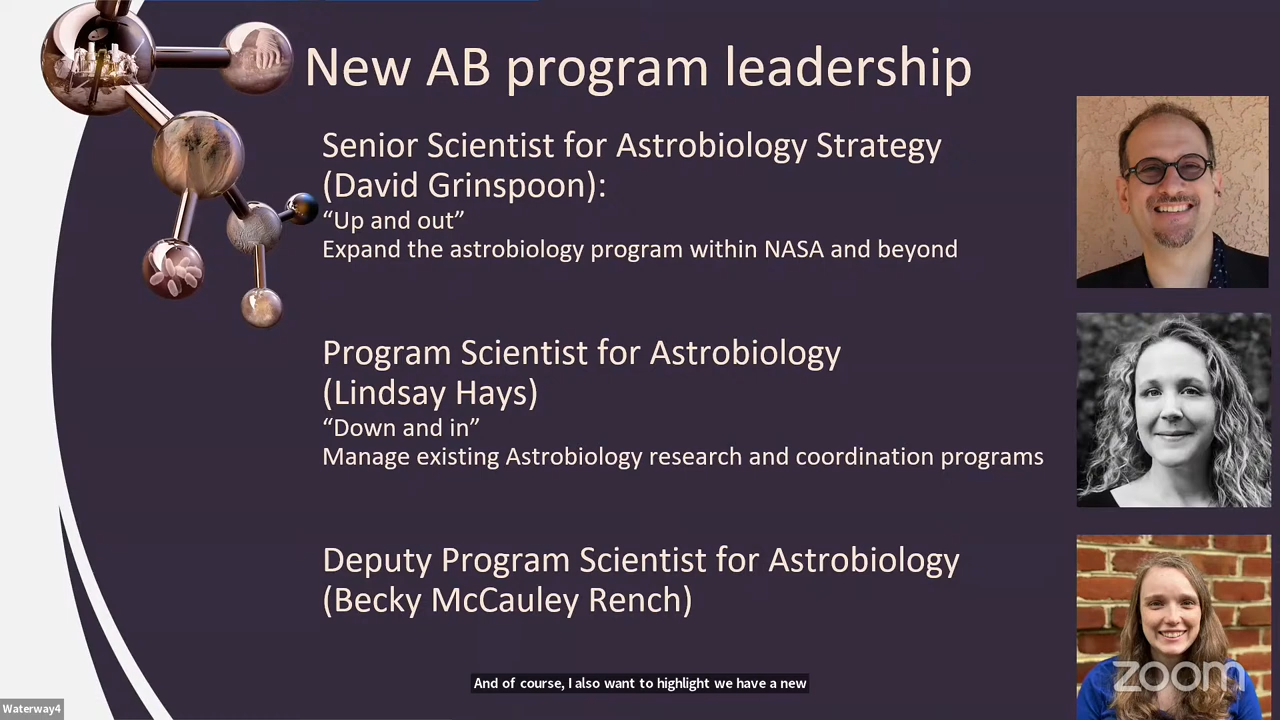 New AB program leadership
Senior Scientist for Astrobiology Strategy
(David Grinspoon):
“Up and out”
Expand the astrobiology program within NASA and beyond
Program Scientist for Astrobiology
(Lindsay Hays)
“Down and in”
Manage existing Astrobiology research and coordination programs
Deputy Program Scientist for Astrobiology
(Becky McCauley Rench)
zoom
And of course, I also want to highlight we have a new
Waterway4